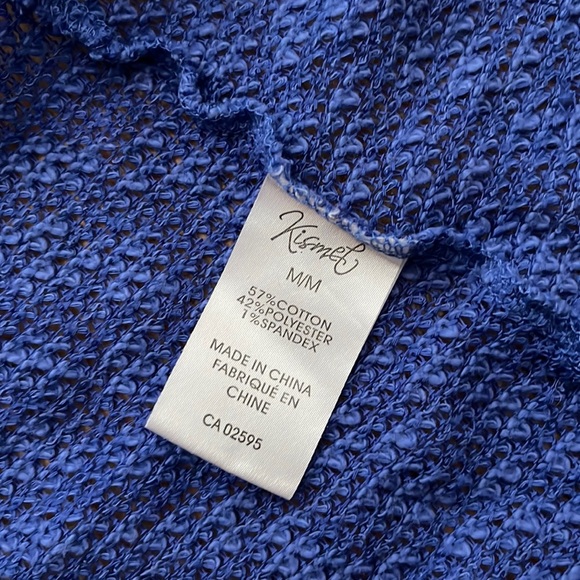 Kismet
M/M
57%COTTON
42%POLYESTER
1%SPANDEX
MADE IN CHINA
FABRIQUÉ EN
CHINE
CA 02595